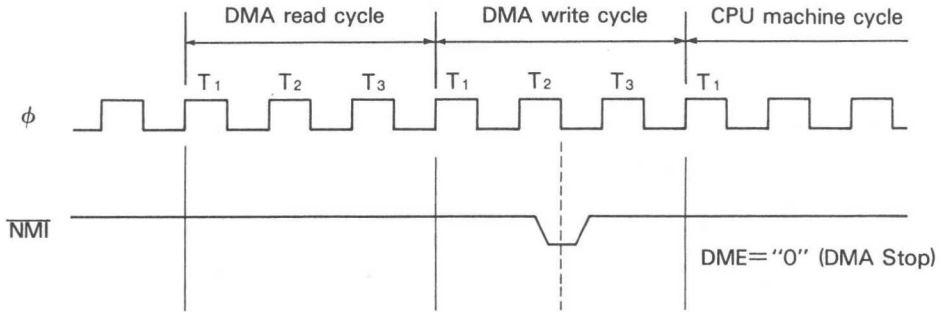 DMA read cycle DMA write cycle CPU machine cycle
T₁ T₂ T₃ T₁ T₂ T₃ T₁
ϕ
N̅M̅I̅
DME="0" (DMA Stop)